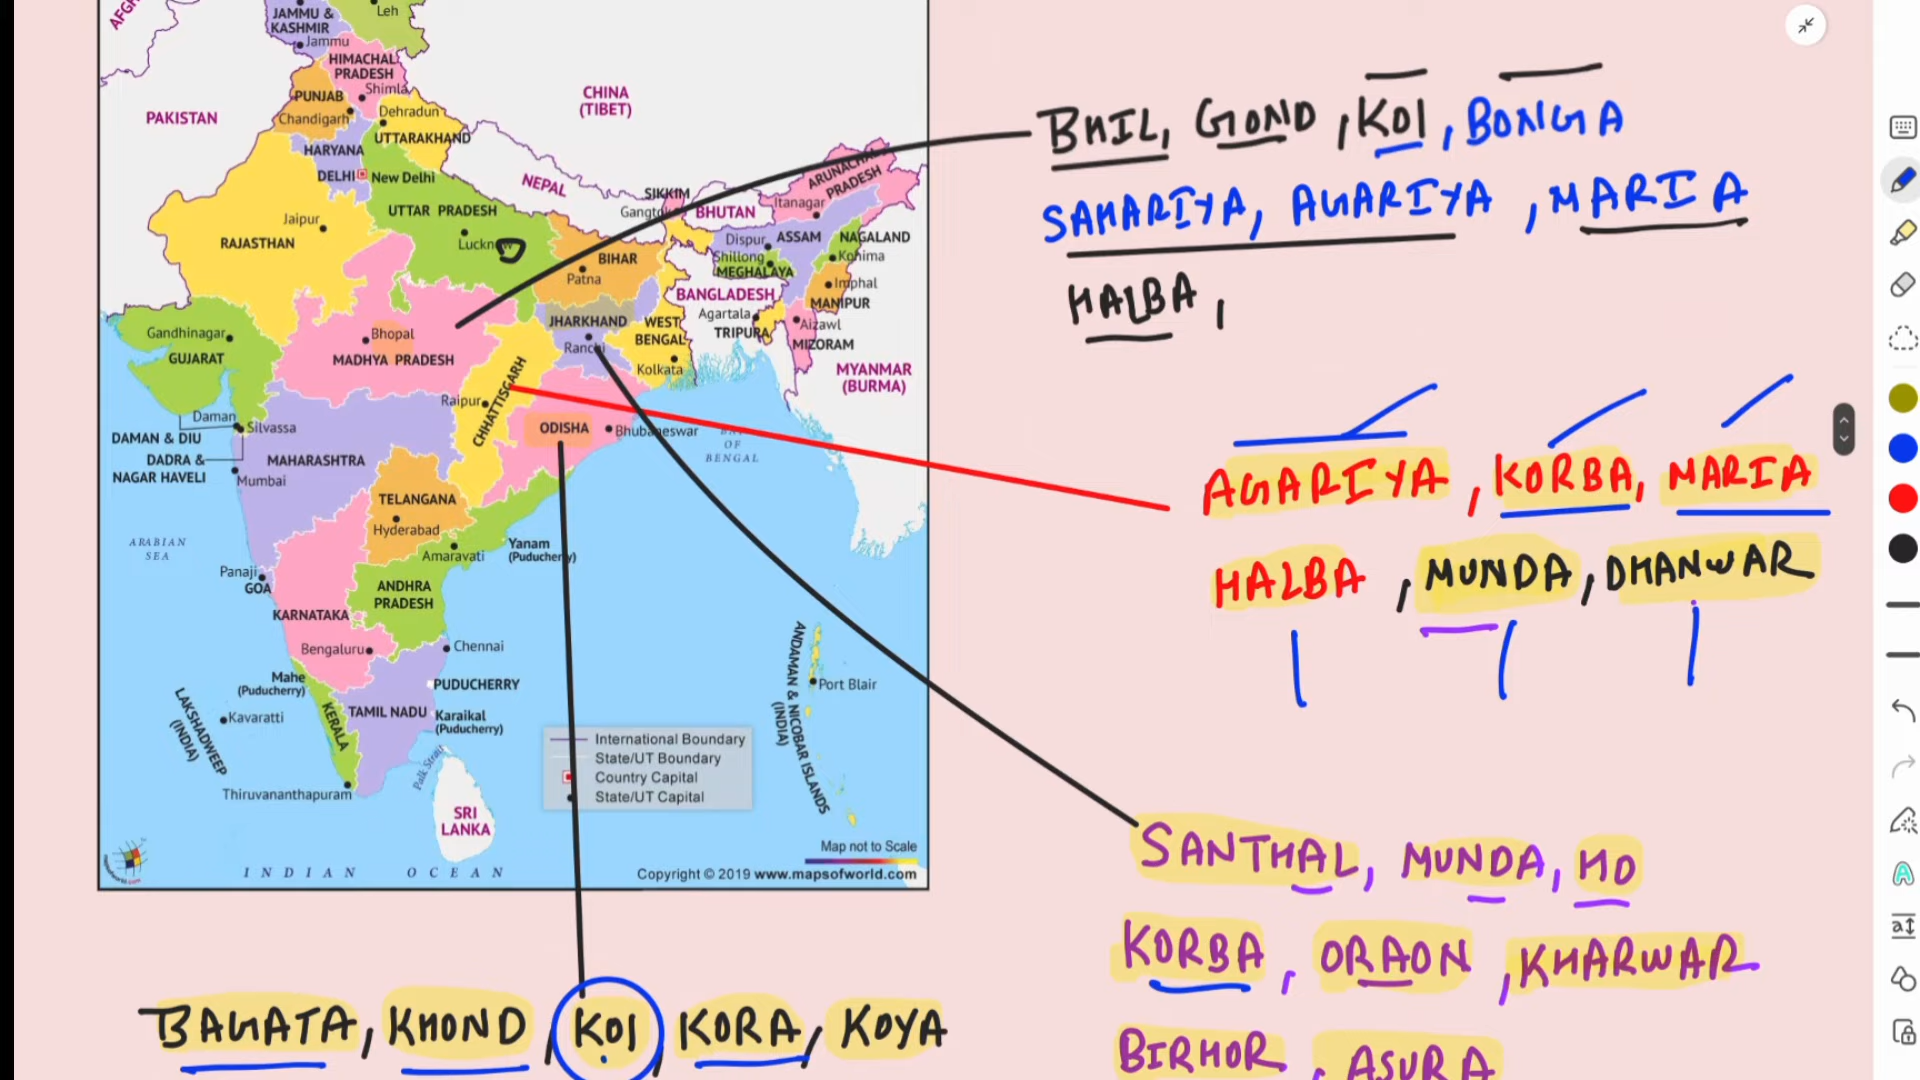 AFGH
JAMMU &
KASHMIR
Jammu
Leh
HIMACHAL
PRADESH
Shimla
PUNJAB
Chandigarh
Dehradun
UTTARAKHAND
HARYANA
DELHI
New Delhi
PAKISTAN
CHINA
(TIBET)
NEPAL
SIKKIM
Gangtok
BHUTAN
ARUNACHAL
PRADESH
Itanagar
UTTAR PRADESH
Lucknow
Jaipur
RAJASTHAN
BIHAR
Patna
Dispur
ASSAM
NAGALAND
Kohima
Shillong
MEGHALAYA
Imphal
MANIPUR
BANGLADESH
Agartala
TRIPURA
Aizawl
MIZORAM
MYANMAR
(BURMA)
Gandhinagar
GUJARAT
Bhopal
MADHYA PRADESH
JHARKHAND
Ranchi
WEST
BENGAL
Kolkata
CHHATTISGARH
Raipur
ODISHA
Bhubaneswar
BAY
OF
BENGAL
Daman
Silvassa
DAMAN & DIU
DADRA &
NAGAR HAVELI
MAHARASHTRA
Mumbai
TELANGANA
Hyderabad
Amaravati
Yanam
(Puducherry)
ARABIAN
SEA
Panaji
GOA
ANDHRA
PRADESH
KARNATAKA
Bengaluru
Chennai
Mahe
(Puducherry)
PUDUCHERRY
TAMIL NADU
Karaikal
(Puducherry)
KERALA
LAKSHADWEEP
(INDIA)
Kavaratti
Palk Strait
Thiruvananthapuram
SRI
LANKA
ANDAMAN & NICOBAR ISLANDS
(INDIA)
Port Blair
International Boundary
State/UT Boundary
Country Capital
State/UT Capital
Map not to Scale
INDIAN OCEAN
Copyright © 2019 www.mapsofworld.com
BHIL, GOND, KOI, BONGA
SAHARIYA, AGARIYA, MARIA
HALBA,
AGARIYA, KORBA, MARIA
HALBA, MUNDA, DHANWAR
SANTHAL, MUNDA, HO
KORBA, ORAON, KHARWAR
BIRHOR, ASURA
BAGATA, KHOND, KOI, KORA, KOYA